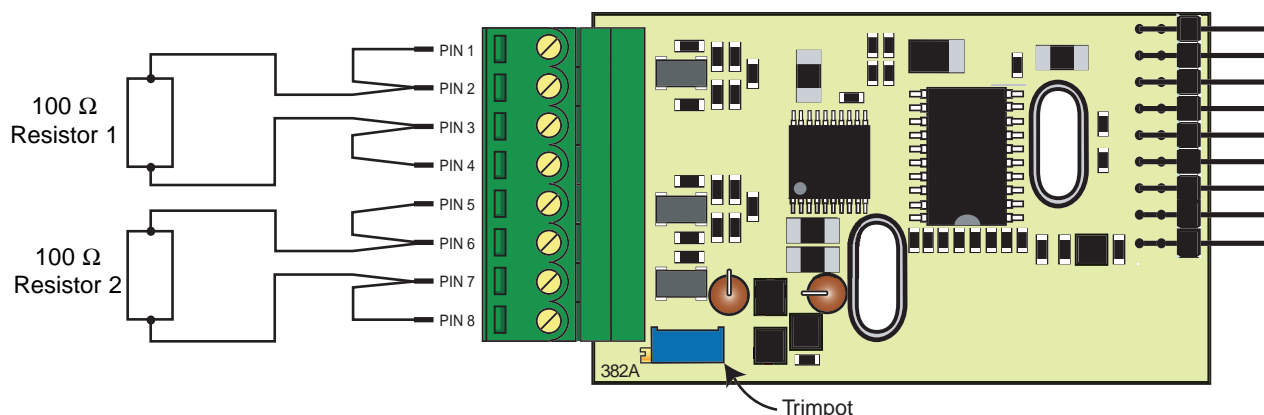 100 Ω
Resistor 1
100 Ω
Resistor 2
PIN 1
PIN 2
PIN 3
PIN 4
PIN 5
PIN 6
PIN 7
PIN 8
382A
Trimpot